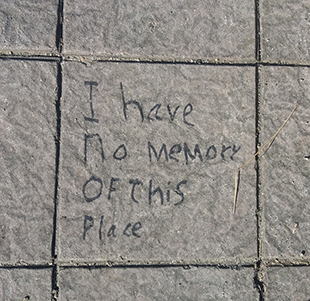 I have
no memory
OF This
Place